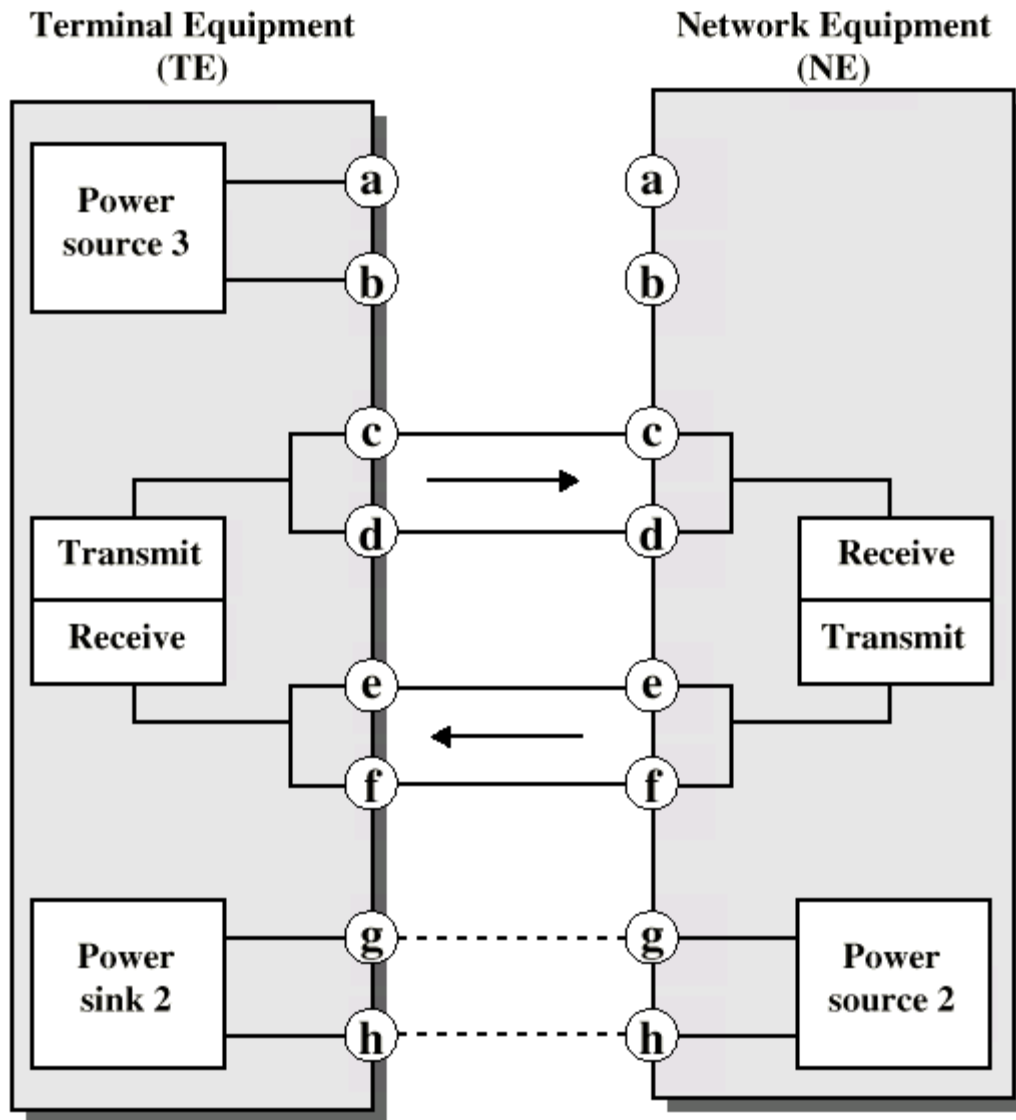 Terminal Equipment
(TE)
Network Equipment
(NE)
Power
source 3
a
b
a
b
c
d
c
d
Transmit
Receive
Receive
Transmit
e
f
e
f
Power
sink 2
g
h
g
h
Power
source 2